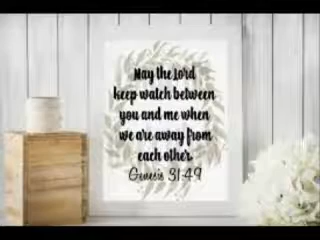 May the Lord
keep watch between
you and me when
we are away from
each other.
Genesis 31:49